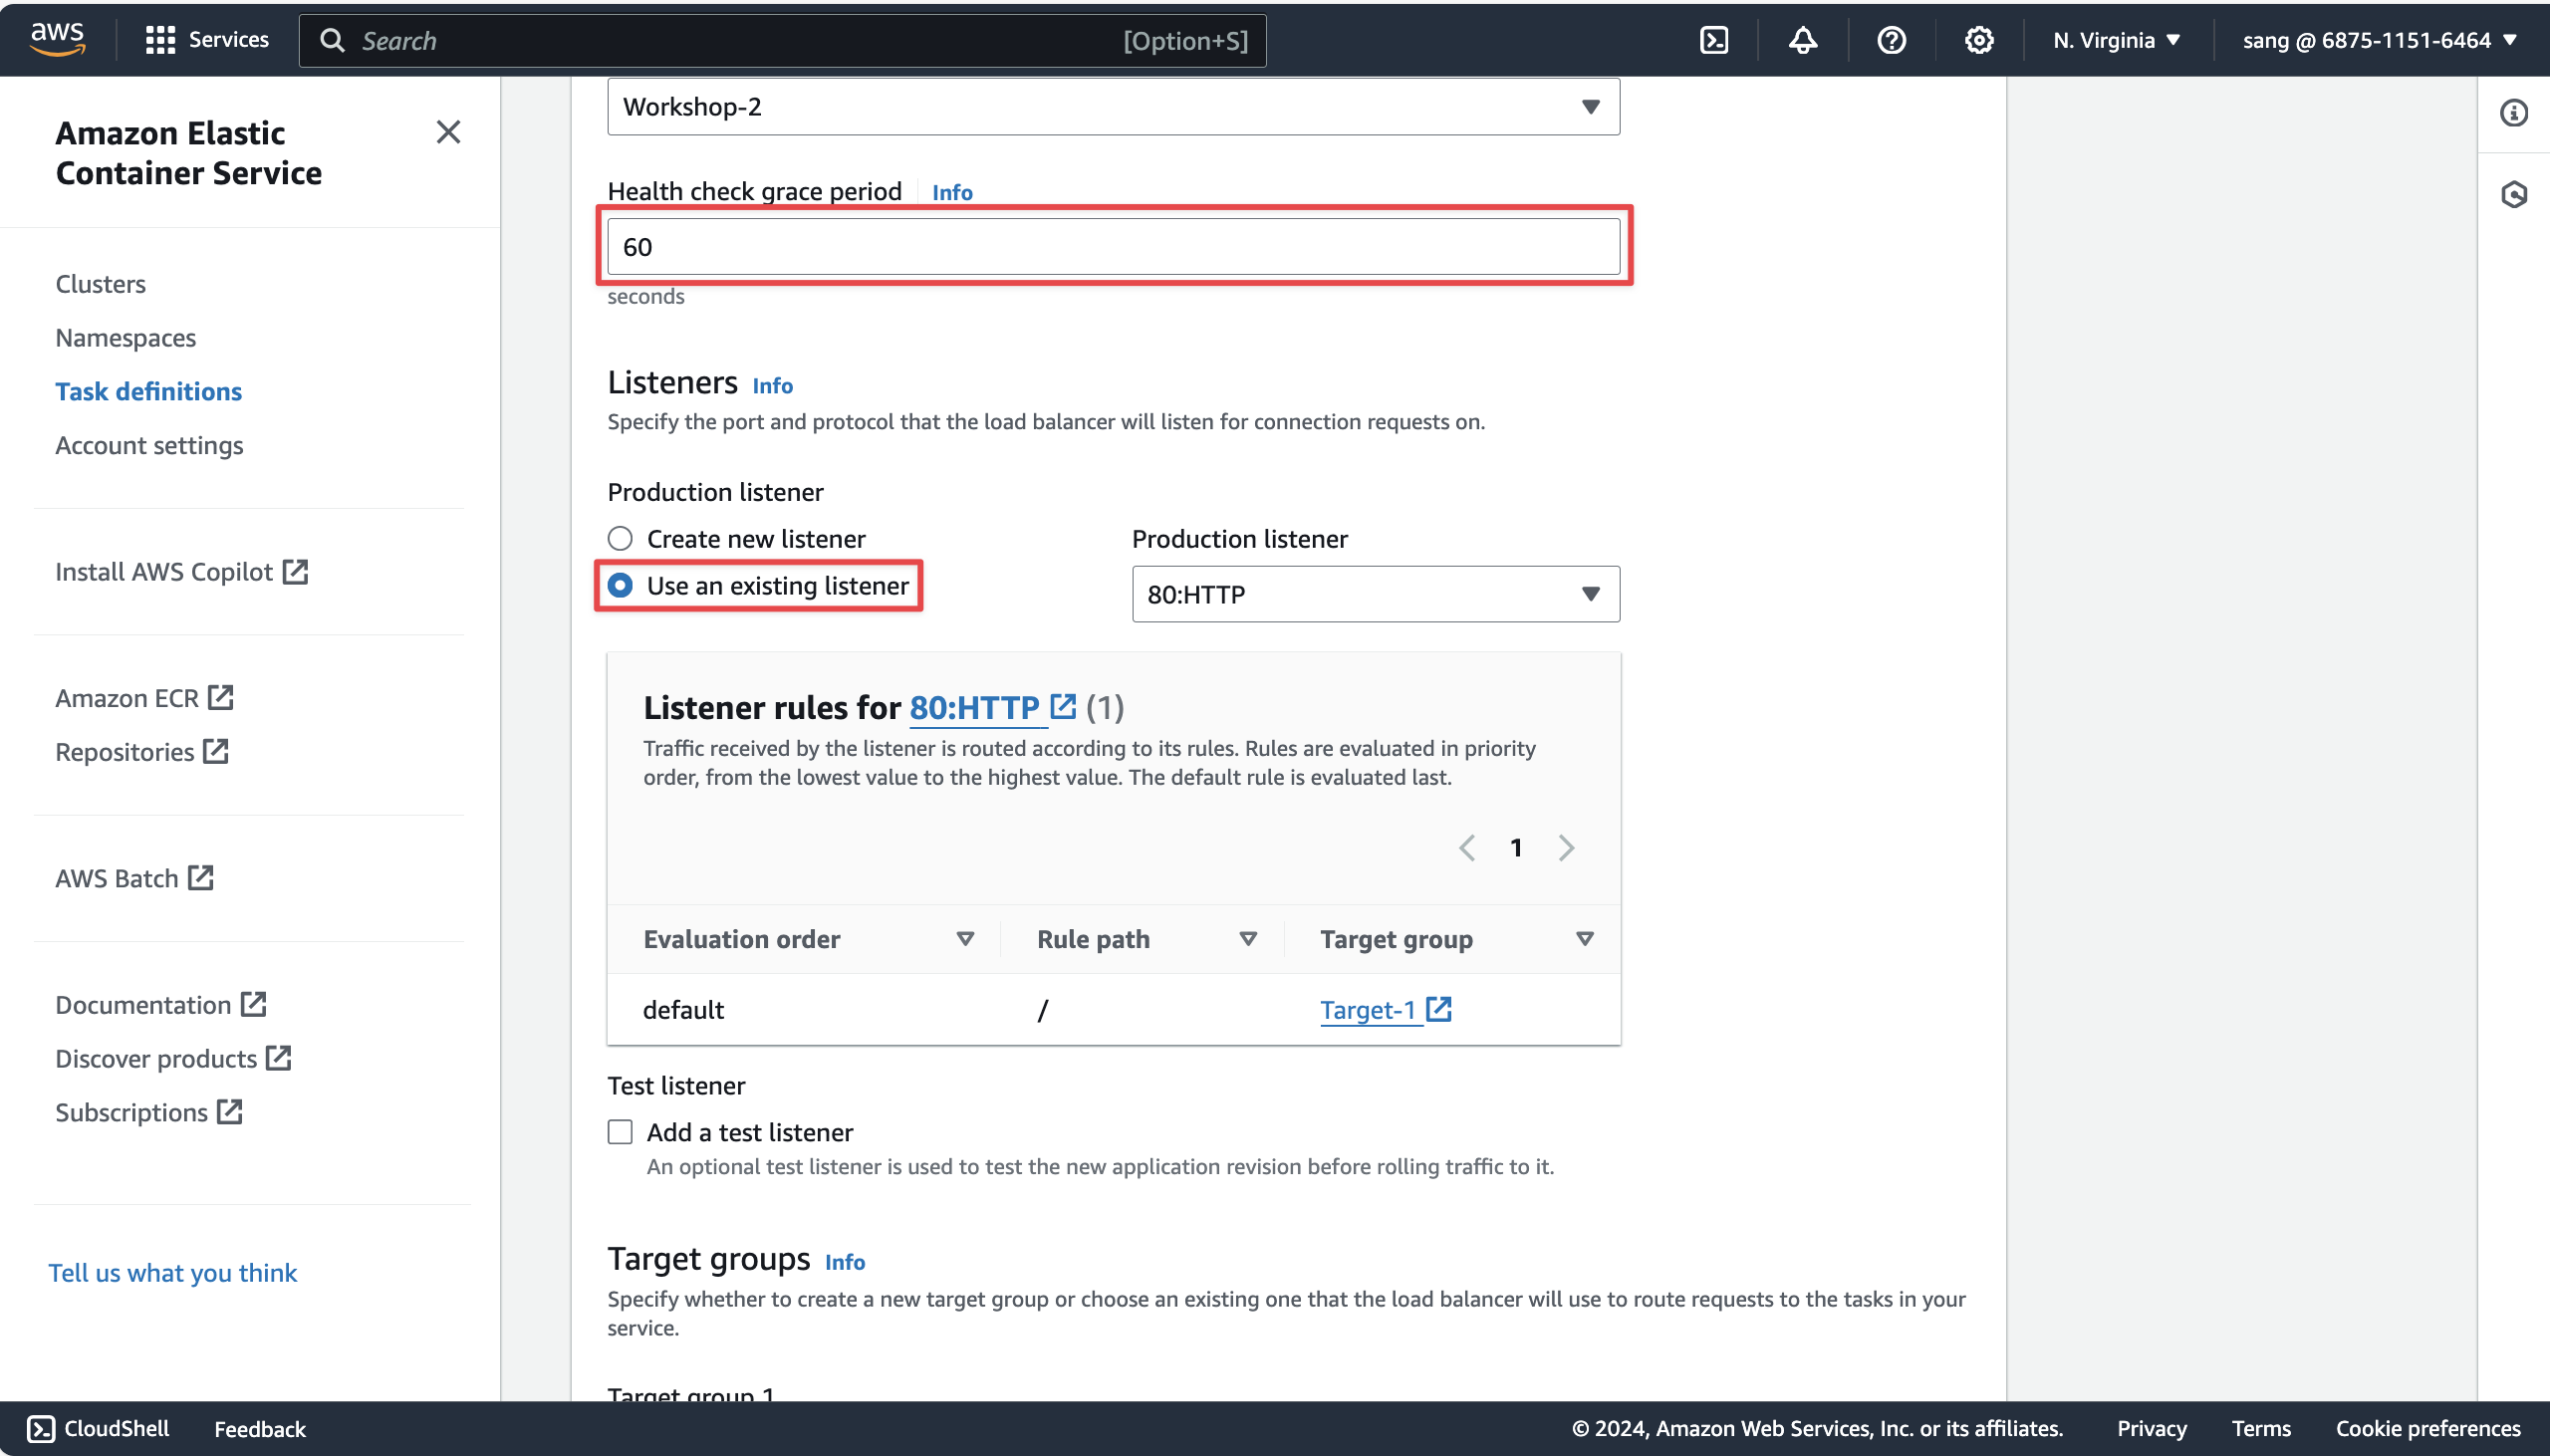 aws
Services
Search
[Option+S]
N. Virginia
sang @ 6875-1151-6464
Amazon Elastic
Container Service
Clusters
Namespaces
Task definitions
Account settings
Install AWS Copilot
Amazon ECR
Repositories
AWS Batch
Documentation
Discover products
Subscriptions
Tell us what you think
Workshop-2
Health check grace period
Info
60
seconds
Listeners Info
Specify the port and protocol that the load balancer will listen for connection requests on.
Production listener
Create new listener
Use an existing listener
Production listener
80:HTTP
Listener rules for 80:HTTP (1)
Traffic received by the listener is routed according to its rules. Rules are evaluated in priority
order, from the lowest value to the highest value. The default rule is evaluated last.
1
Evaluation order Rule path Target group
default / Target-1
Test listener
Add a test listener
An optional test listener is used to test the new application revision before rolling traffic to it.
Target groups Info
Specify whether to create a new target group or choose an existing one that the load balancer will use to route requests to the tasks in your
service.
Target group 1
CloudShell
Feedback
© 2024, Amazon Web Services, Inc. or its affiliates.
Privacy
Terms
Cookie preferences